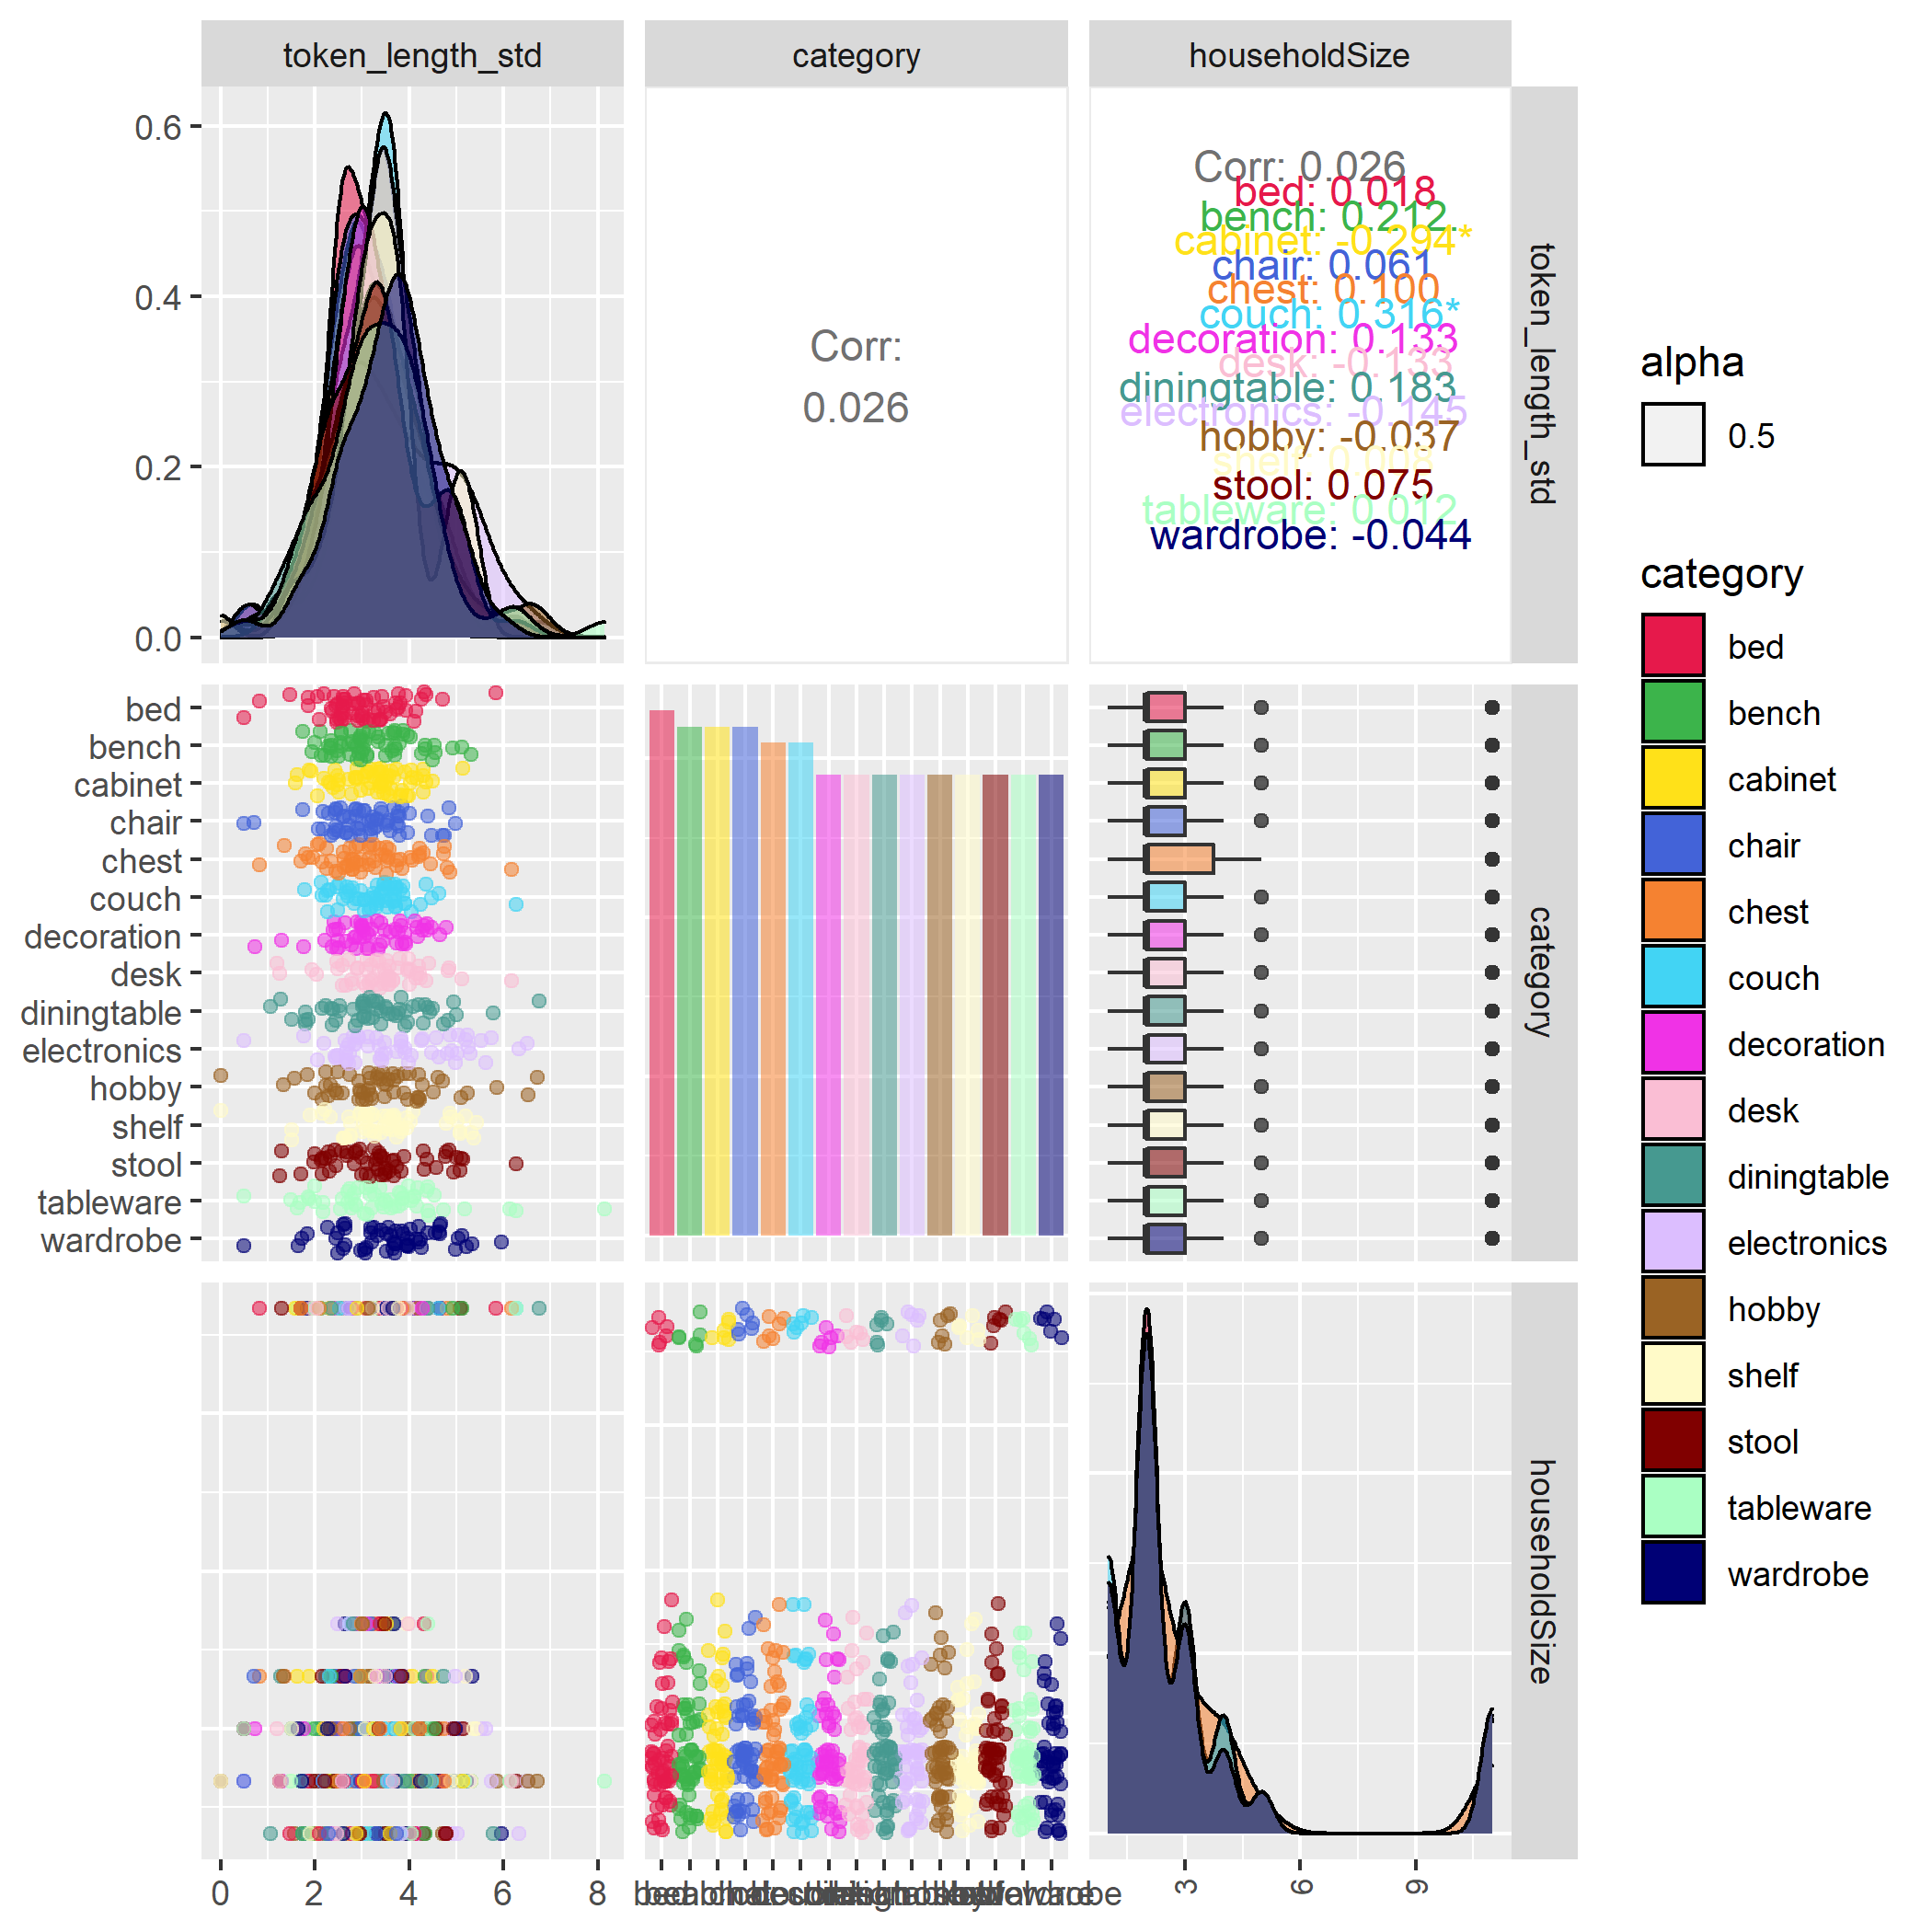 token_length_std
category
householdSize
0.6
0.4
0.2
0.0
Corr:
0.026
Corr: 0.026
bed: 0.018
bench: 0.212.
cabinet: -0.294*
chair: 0.061
chest: 0.100
couch: 0.316*
decoration: 0.133
desk: -0.133
diningtable: 0.183
electronics: -0.145
hobby: -0.037
shelf: 0.008
stool: 0.075
tableware: 0.012
wardrobe: -0.044
token_length_std
bed
bench
cabinet
chair
chest
couch
decoration
desk
diningtable
electronics
hobby
shelf
stool
tableware
wardrobe
category
householdSize
0 2 4 6 8
3 6 9
alpha
0.5
category
bed
bench
cabinet
chair
chest
couch
decoration
desk
diningtable
electronics
hobby
shelf
stool
tableware
wardrobe